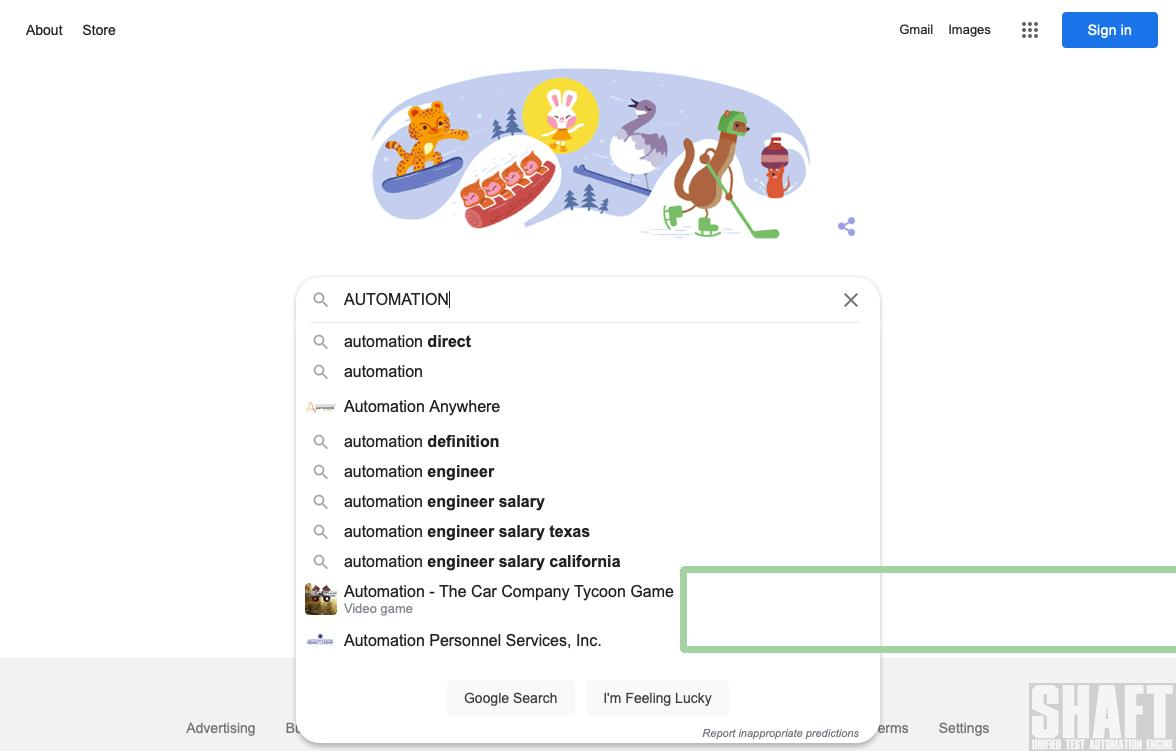 About Store Gmail Images Sign in
AUTOMATION
automation direct
automation
Automation Anywhere
automation definition
automation engineer
automation engineer salary
automation engineer salary texas
automation engineer salary california
Automation - The Car Company Tycoon Game
Video game
Automation Personnel Services, Inc.
Google Search I'm Feeling Lucky
Advertising Bu erms Settings
Report inappropriate predictions
SHAFT
UNIFIED TEST AUTOMATION ENGINE